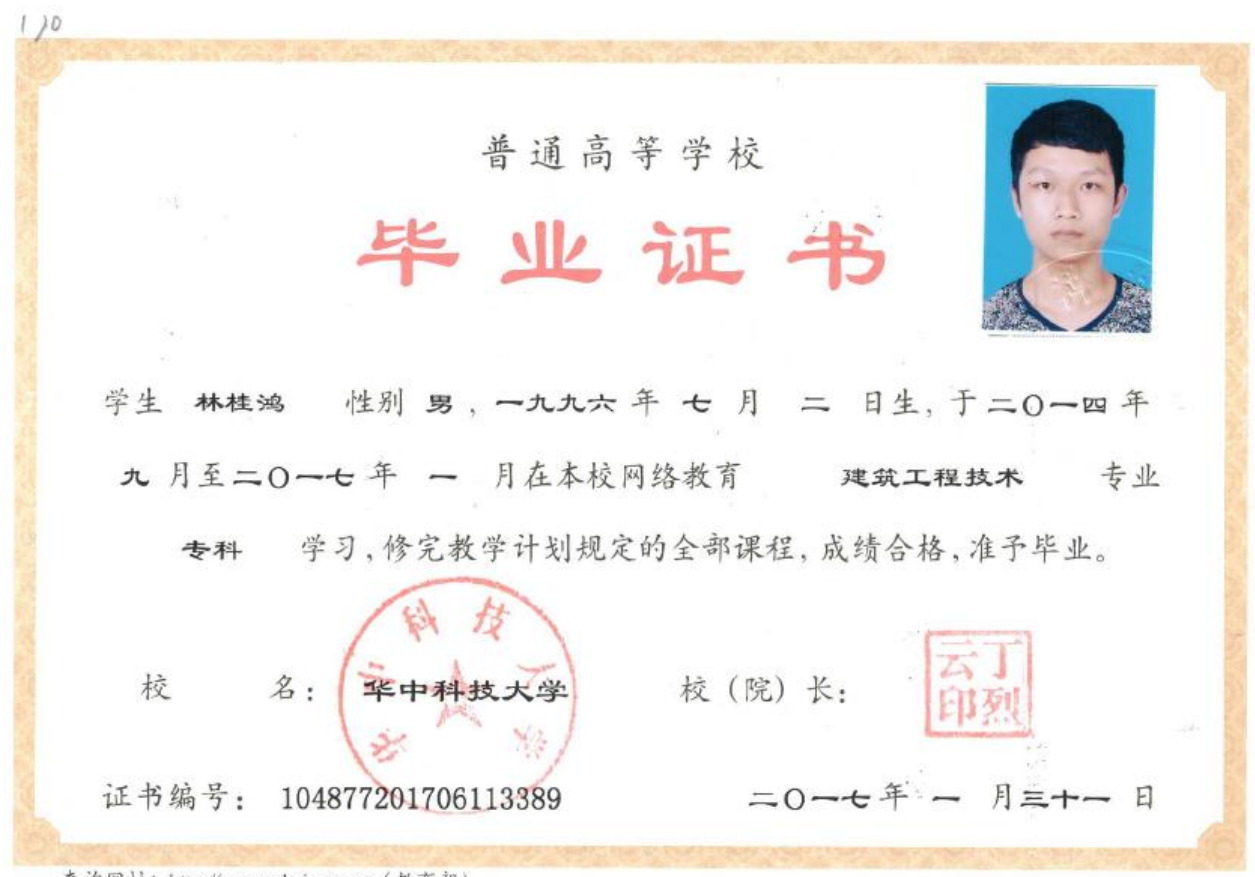 普通高等学校
毕业证书
学生 林桂鸿 性别 男，一九九六 年 七 月 二 日生，于二〇一四 年
九 月至二〇一七 年 一 月在本校网络教育 建筑工程技术 专业
专科 学习，修完教学计划规定的全部课程，成绩合格，准予毕业。
华中科技大学
校 名： 华中科技大学 校（院）长：
丁烈云印
证书编号： 104877201706113389 二〇一七 年 一 月三十一 日